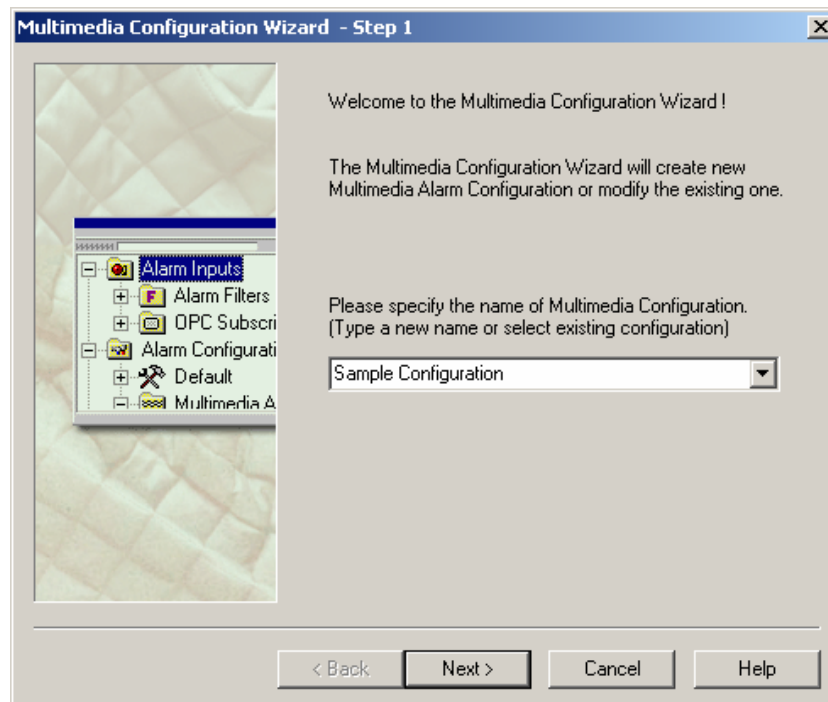 Multimedia Configuration Wizard - Step 1
Welcome to the Multimedia Configuration Wizard !
The Multimedia Configuration Wizard will create new
Multimedia Alarm Configuration or modify the existing one.
Alarm Inputs
F Alarm Filters
OPC Subscri
Alarm Configurati
Default
Multimedia A
Please specify the name of Multimedia Configuration.
(Type a new name or select existing configuration)
Sample Configuration
< Back Next > Cancel Help